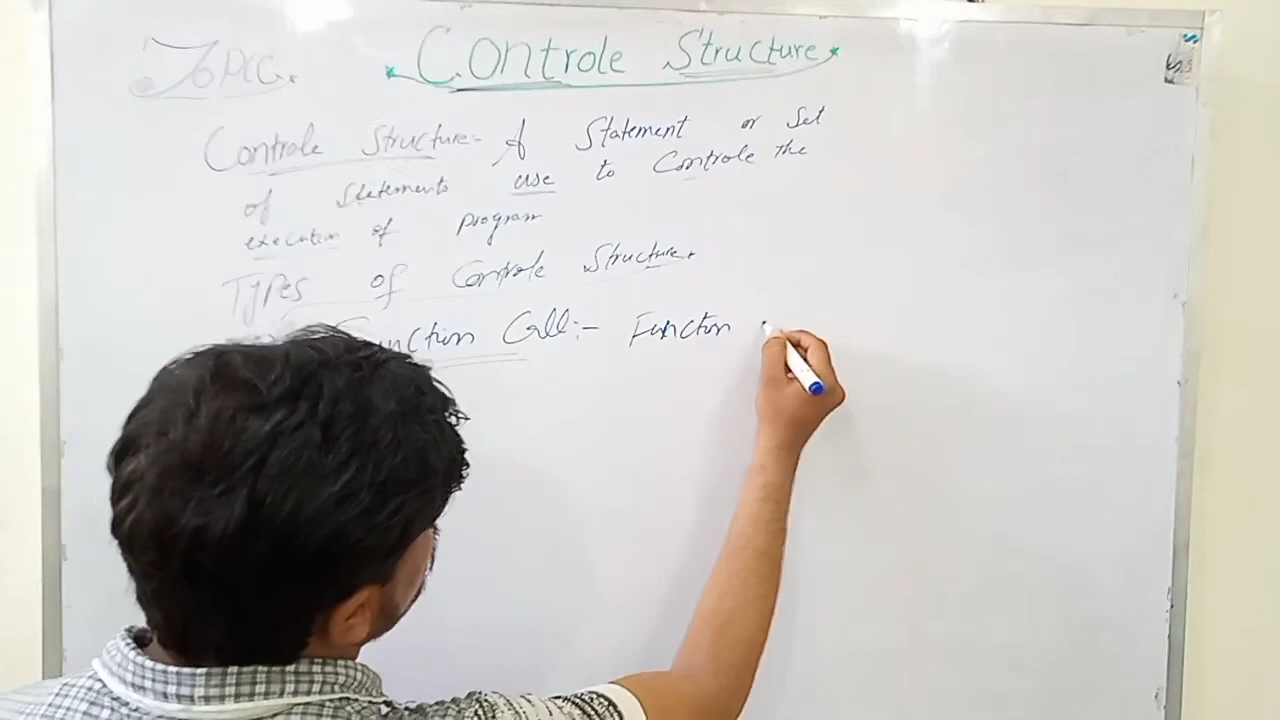 Topic. Controle Structure
Controle Structure:- A Statement or Set
of statements use to Controle the
execution of program
Types of Controle Structure.
Function Call:- Function